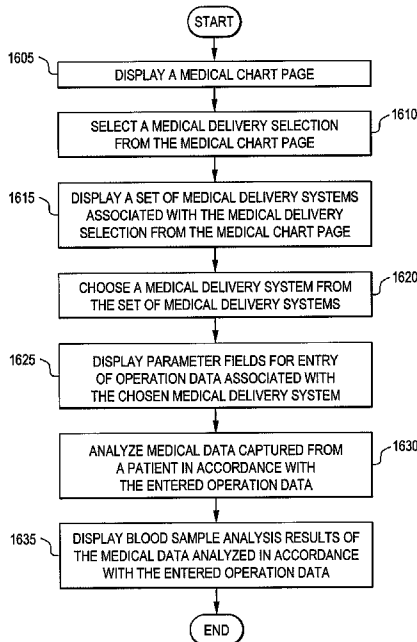 START
1605
DISPLAY A MEDICAL CHART PAGE
1610
SELECT A MEDICAL DELIVERY SELECTION
FROM THE MEDICAL CHART PAGE
1615
DISPLAY A SET OF MEDICAL DELIVERY SYSTEMS
ASSOCIATED WITH THE MEDICAL DELIVERY
SELECTION FROM THE MEDICAL CHART PAGE
1620
CHOOSE A MEDICAL DELIVERY SYSTEM FROM
THE SET OF MEDICAL DELIVERY SYSTEMS
1625
DISPLAY PARAMETER FIELDS FOR ENTRY
OF OPERATION DATA ASSOCIATED WITH
THE CHOSEN MEDICAL DELIVERY SYSTEM
1630
ANALYZE MEDICAL DATA CAPTURED FROM
A PATIENT IN ACCORDANCE WITH
THE ENTERED OPERATION DATA
1635
DISPLAY BLOOD SAMPLE ANALYSIS RESULTS OF
THE MEDICAL DATA ANALYZED IN ACCORDANCE
WITH THE ENTERED OPERATION DATA
END